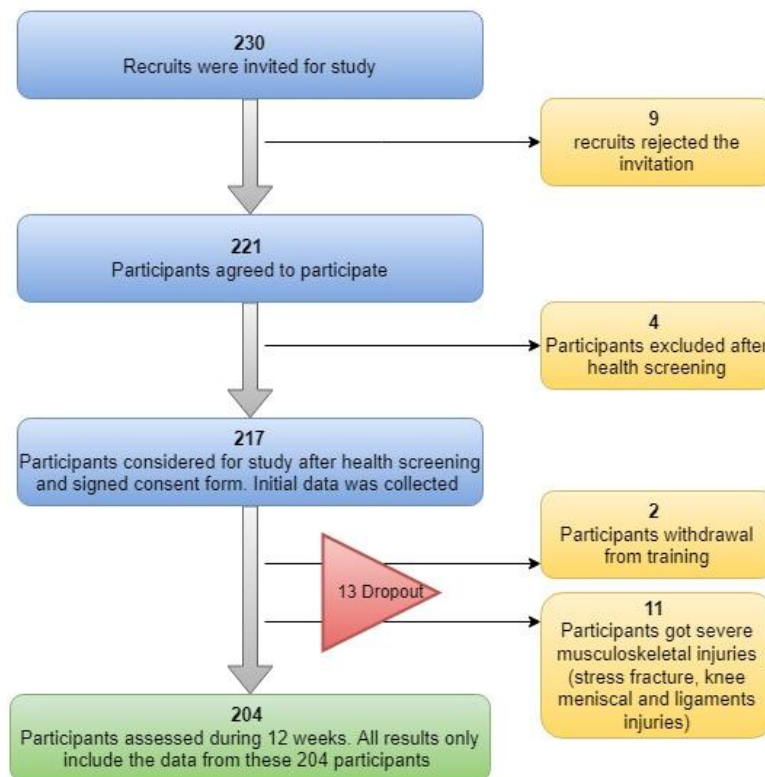 230
Recruits were invited for study
9
recruits rejected the
invitation
221
Participants agreed to participate
4
Participants excluded after
health screening
217
Participants considered for study after health screening
and signed consent form. Initial data was collected
2
Participants withdrawal
from training
13 Dropout
11
Participants got severe
musculoskeletal injuries
(stress fracture, knee
meniscal and ligaments
injuries)
204
Participants assessed during 12 weeks. All results only
include the data from these 204 participants